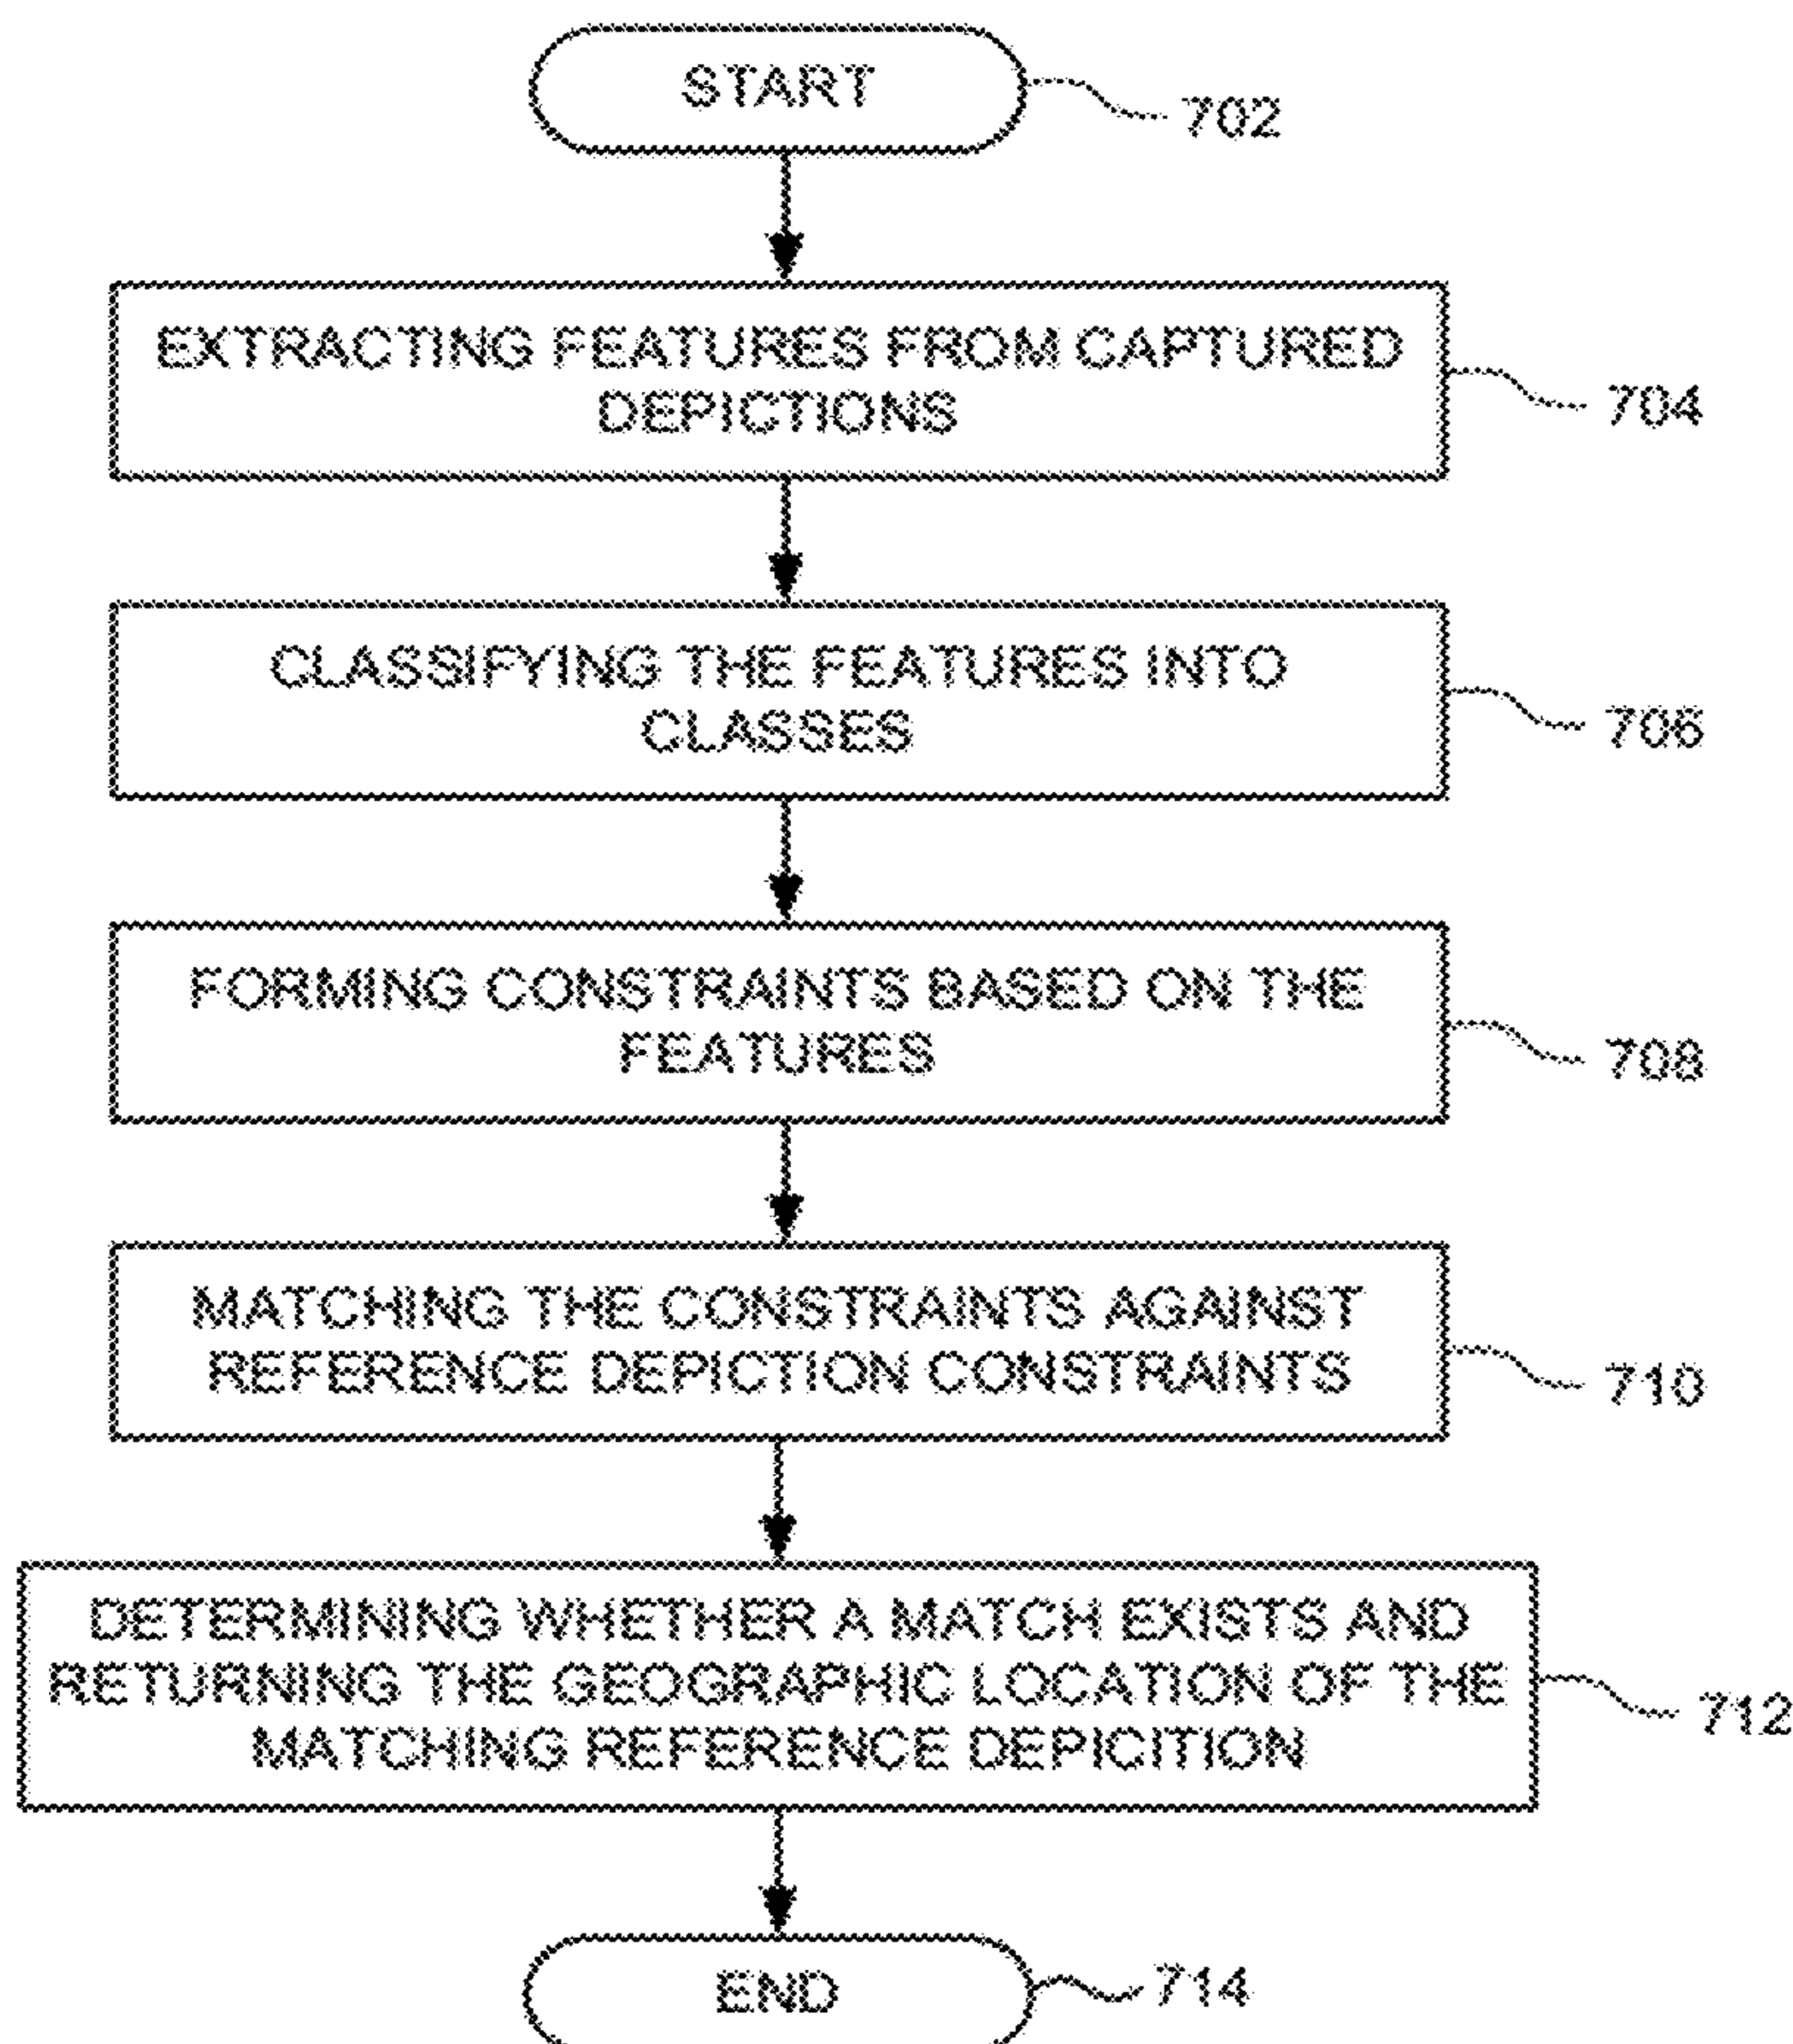 START
702
EXTRACTING FEATURES FROM CAPTURED
DEPICTIONS
704
CLASSIFYING THE FEATURES INTO
CLASSES
706
FORMING CONSTRAINTS BASED ON THE
FEATURES
708
MATCHING THE CONSTRAINTS AGAINST
REFERENCE DEPICTION CONSTRAINTS
710
DETERMINING WHETHER A MATCH EXISTS AND
RETURNING THE GEOGRAPHIC LOCATION OF THE
MATCHING REFERENCE DEPICITION
712
END
714